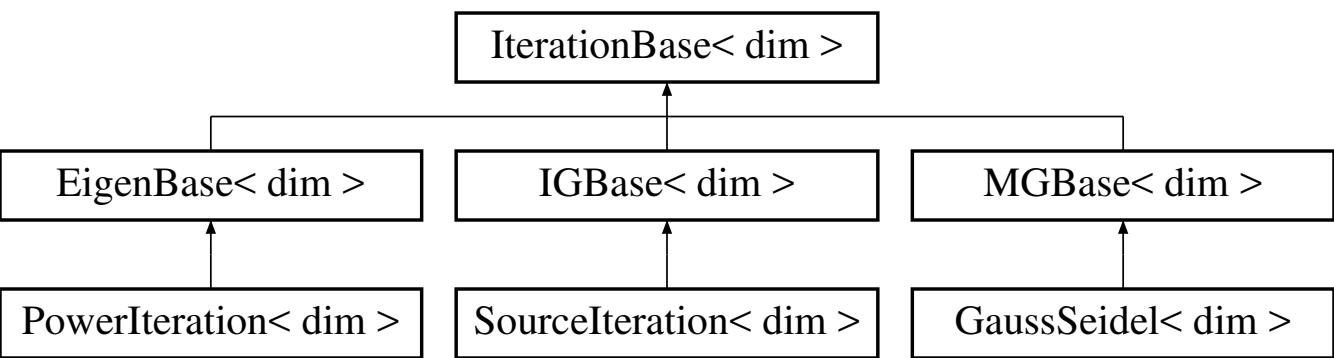 IterationBase< dim >
EigenBase< dim >
IGBase< dim >
MGBase< dim >
PowerIteration< dim >
SourceIteration< dim >
GaussSeidel< dim >